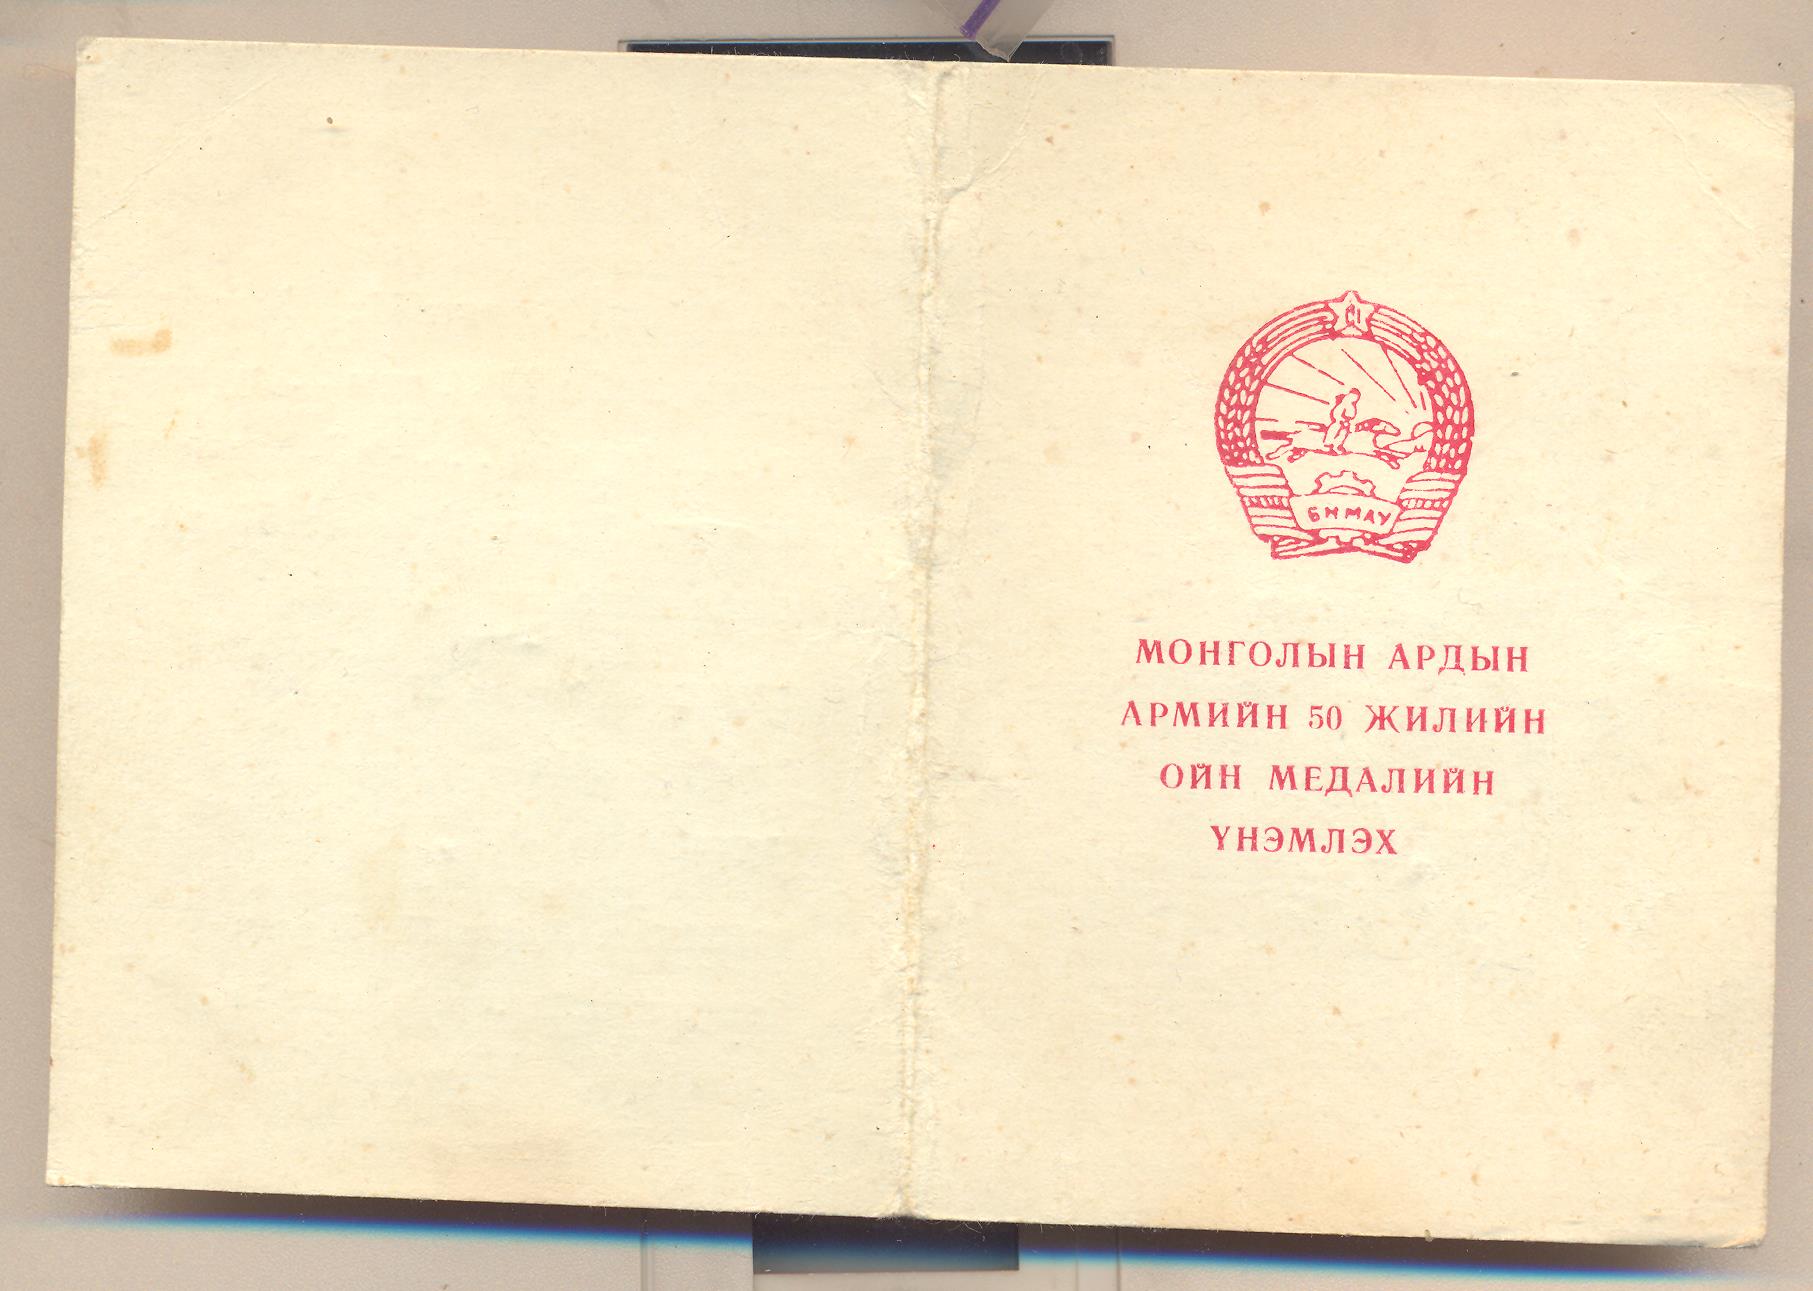 БНМАУ
МОНГОЛЫН АРДЫН
АРМИЙН 50 ЖИЛИЙН
ОЙН МЕДАЛИЙН
ҮНЭМЛЭХ